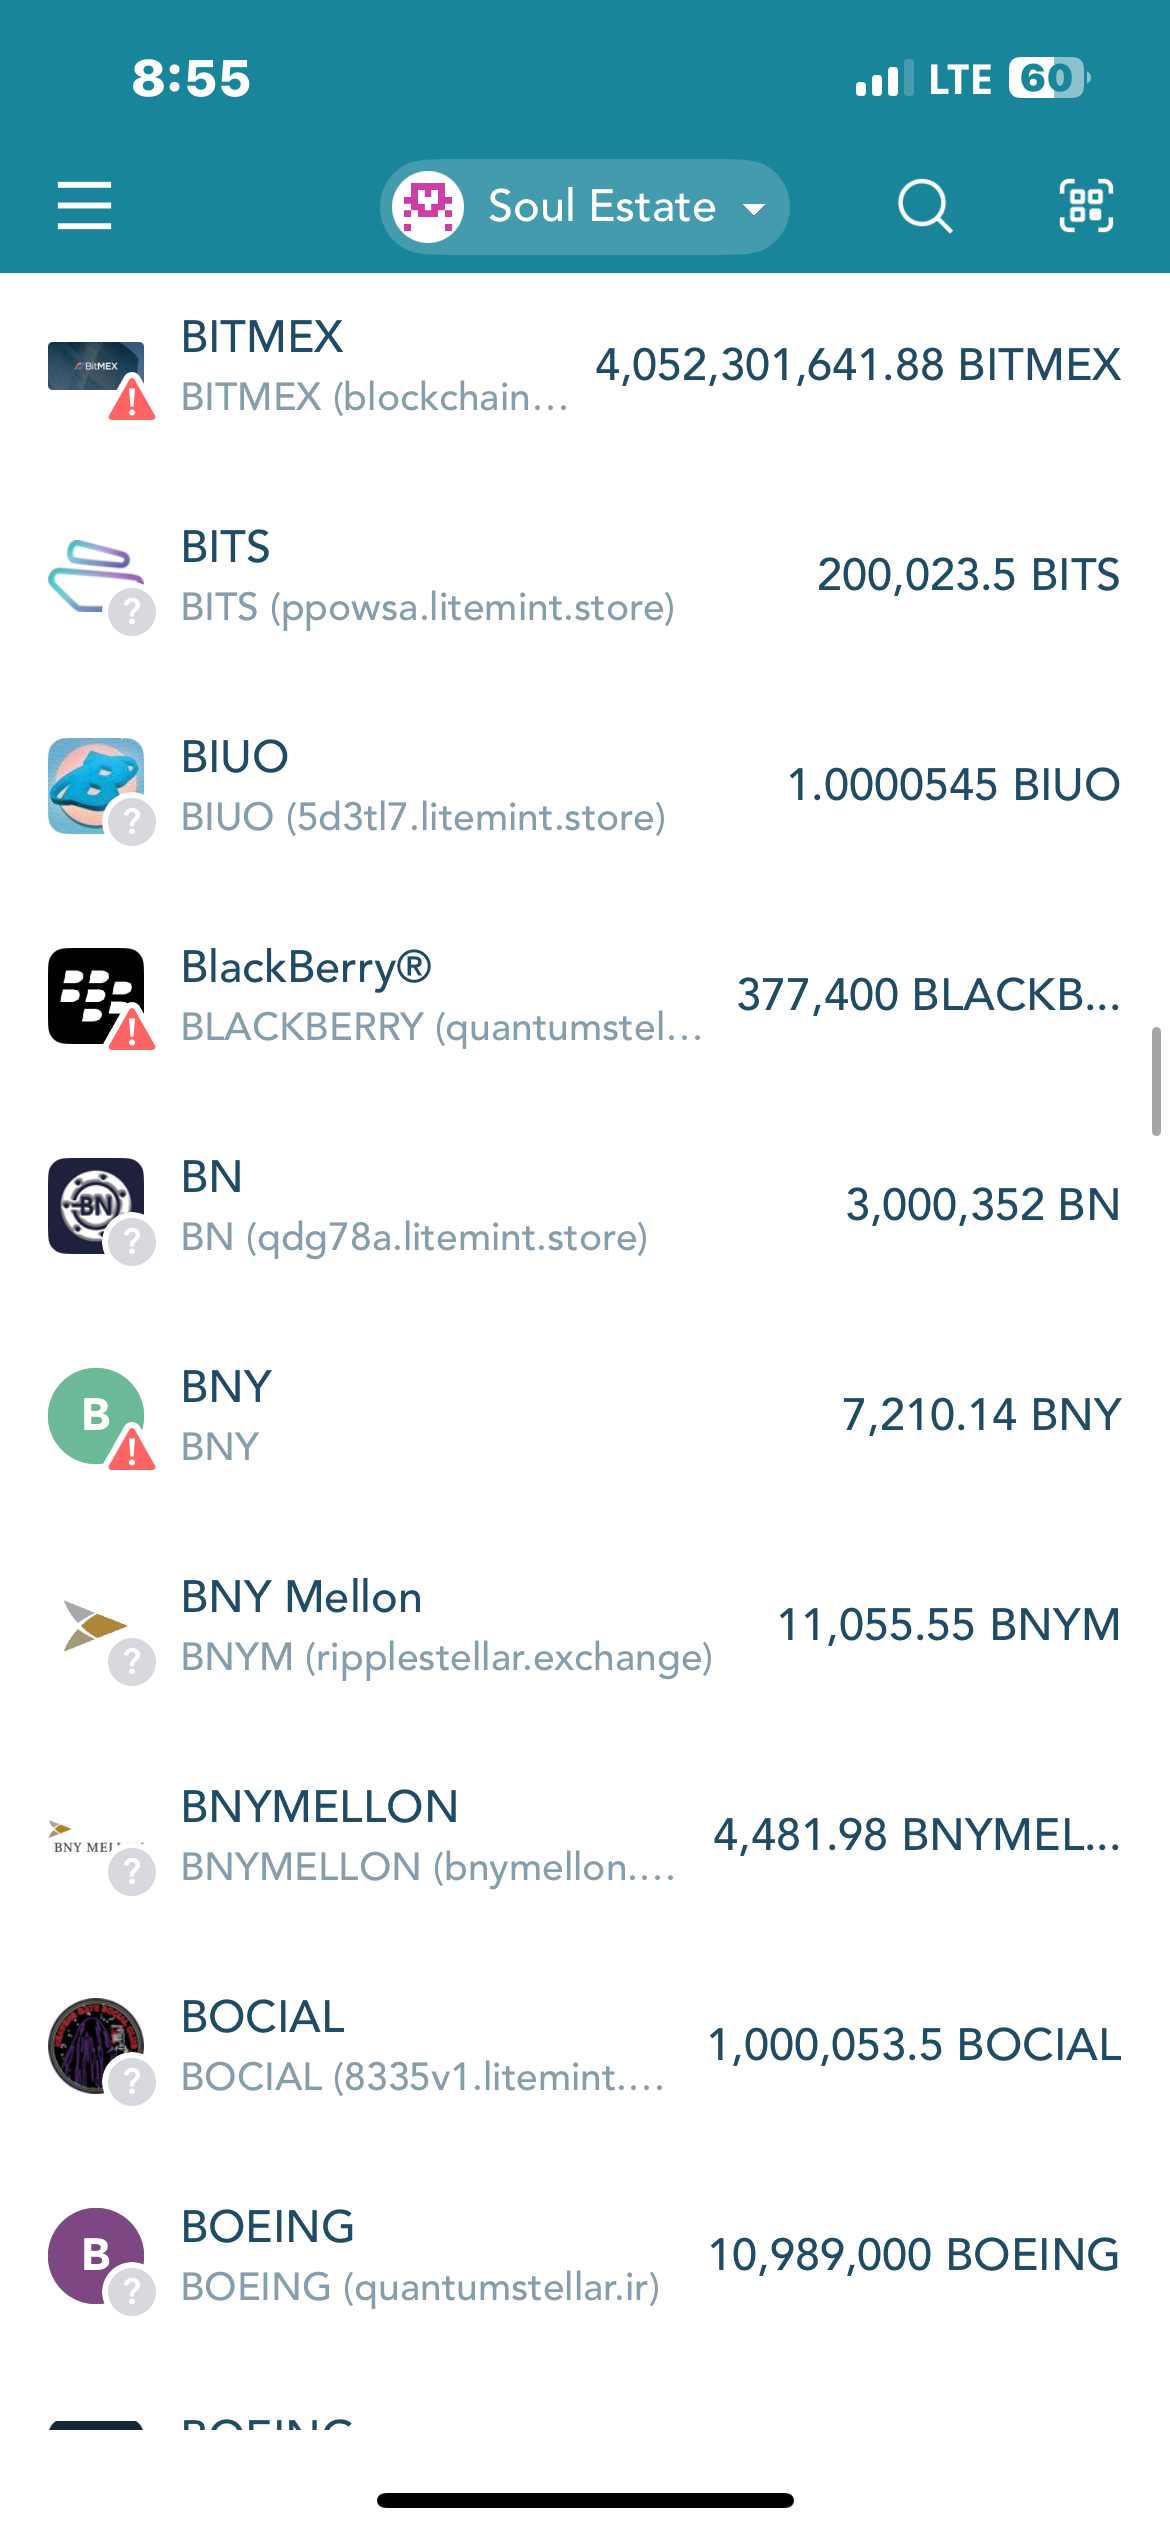 8:55
LTE 60
Soul Estate
BITMEX
BitMEX
4,052,301,641.88 BITMEX
BITMEX (blockchain...
BITS
200,023.5 BITS
BITS (ppowsa.litemint.store)
BIUO
1.0000545 BIUO
BIUO (5d3tl7.litemint.store)
BlackBerry®
377,400 BLACKB...
BLACKBERRY (quantumstel...
BN
BN
3,000,352 BN
BN (qdg78a.litemint.store)
BNY
B
7,210.14 BNY
BNY
BNY Mellon
11,055.55 BNYM
BNYM (ripplestellar.exchange)
BNYMELLON
BNY
4,481.98 BNYMEL...
BNYMELLON (bnymellon....
BOCIAL
1,000,053.5 BOCIAL
BOCIAL (8335v1.litemint....
BOEING
B
10,989,000 BOEING
BOEING (quantumstellar.ir)
BOEING